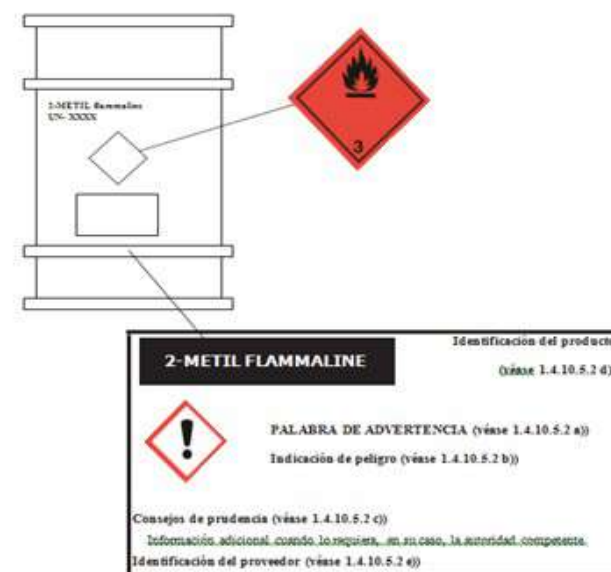 2-METIL flammaline
UN- XXXX
3
2-METIL FLAMMALINE
Identificación del producto
(véase 1.4.10.5.2 d)
PALABRA DE ADVERTENCIA (véase 1.4.10.5.2 a))
Indicación de peligro (véase 1.4.10.5.2 b))
Consejos de prudencia (véase 1.4.10.5.2 c))
Información adicional cuando lo requiera, en su caso, la autoridad competente.
Identificación del proveedor (véase 1.4.10.5.2 e))